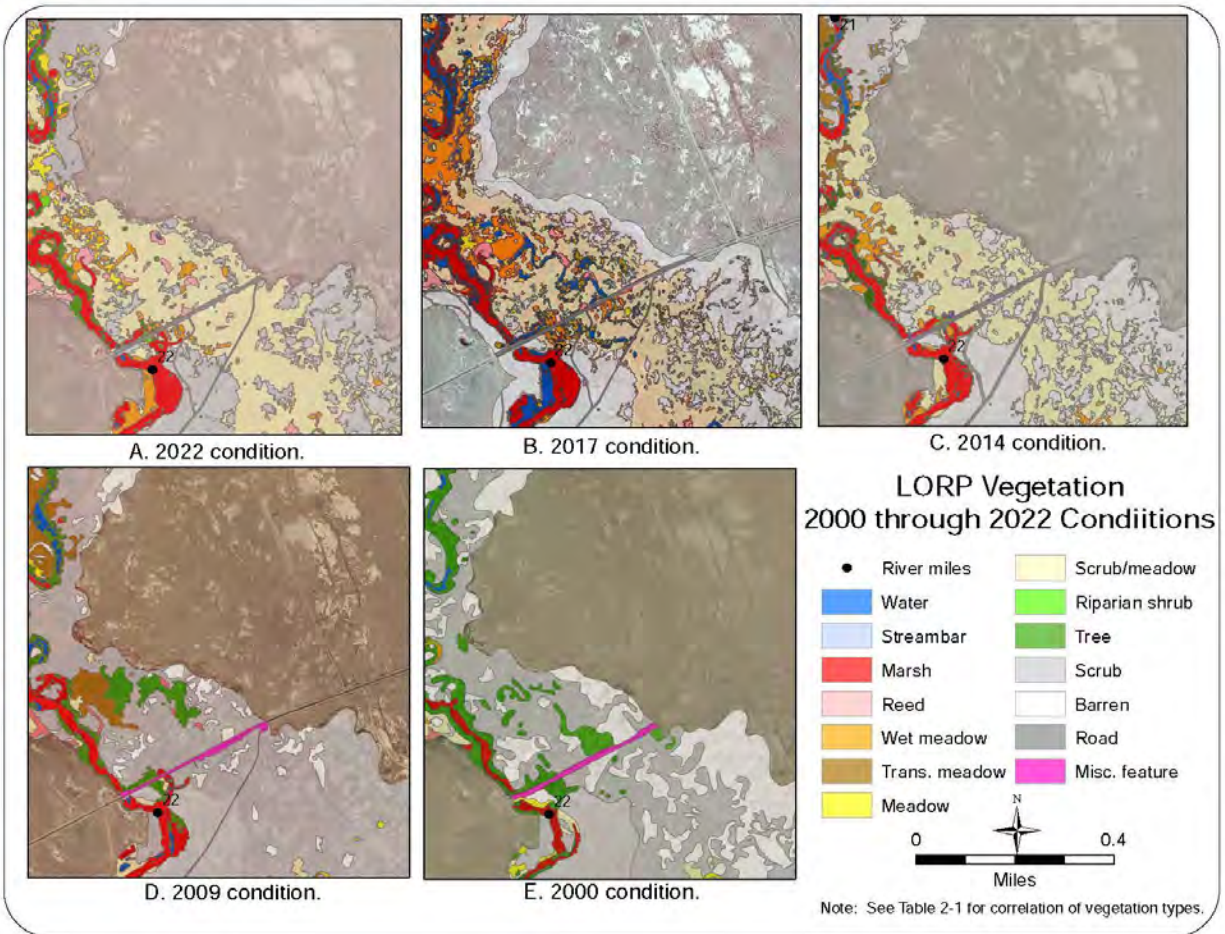 22
A. 2022 condition.
22
B. 2017 condition.
21
22
C. 2014 condition.
22
D. 2009 condition.
22
E. 2000 condition.
LORP Vegetation
2000 through 2022 Condiitions
River miles
Water
Streambar
Marsh
Reed
Wet meadow
Trans. meadow
Meadow
Scrub/meadow
Riparian shrub
Tree
Scrub
Barren
Road
Misc. feature
N
0 0.4
Miles
Note: See Table 2-1 for correlation of vegetation types.